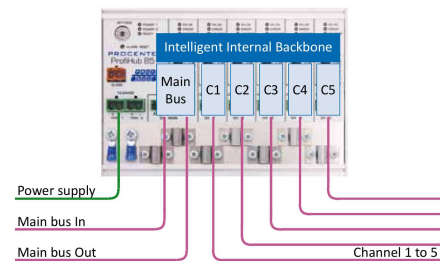 PROCENTEC
ProfiHub B5
Intelligent Internal Backbone
Main
Bus
C1
C2
C3
C4
C5
Power supply
Main bus In
Main bus Out
Channel 1 to 5